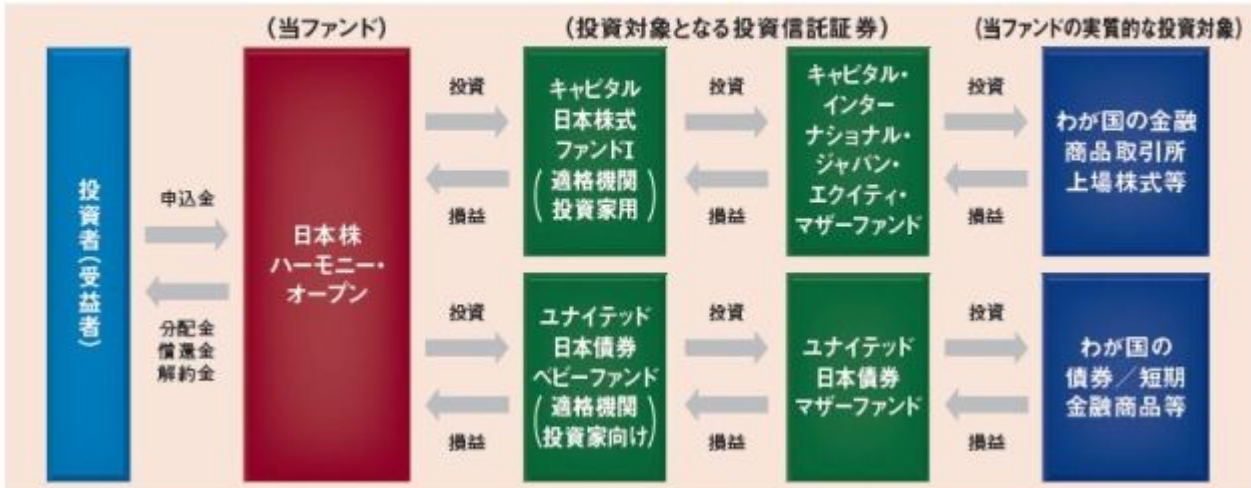 (当ファンド)
(投資対象となる投資信託証券)
(当ファンドの実質的な投資対象)
投資者(受益者)
申込金
分配金
償還金
解約金
日本株
ハーモニー・
オープン
投資
損益
キャピタル
日本株式
ファンドI
(適格機関
投資家用)
投資
損益
キャピタル・
インター
ナショナル・
ジャパン・
エクイティ・
マザーファンド
投資
損益
わが国の金融
商品取引所
上場株式等
投資
損益
ユナイテッド
日本債券
ベビーファンド
(適格機関
投資家向け)
投資
損益
ユナイテッド
日本債券
マザーファンド
投資
損益
わが国の
債券/短期
金融商品等